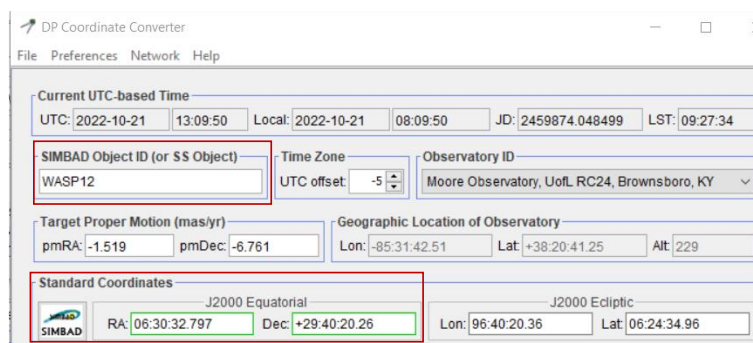 DP Coordinate Converter
File Preferences Network Help
Current UTC-based Time
UTC: 2022-10-21 13:09:50 Local: 2022-10-21 08:09:50 JD: 2459874.048499 LST: 09:27:34
SIMBAD Object ID (or SS Object) Time Zone Observatory ID
WASP12 UTC offset: -5 Moore Observatory, UofL RC24, Brownsboro, KY
Target Proper Motion (mas/yr) Geographic Location of Observatory
pmRA: -1.519 pmDec: -6.761 Lon: -85:31:42.51 Lat: +38:20:41.25 Alt: 229
Standard Coordinates
J2000 Equatorial J2000 Ecliptic
SIMBAD RA: 06:30:32.797 Dec: +29:40:20.26 Lon: 96:40:20.36 Lat: 06:24:34.96